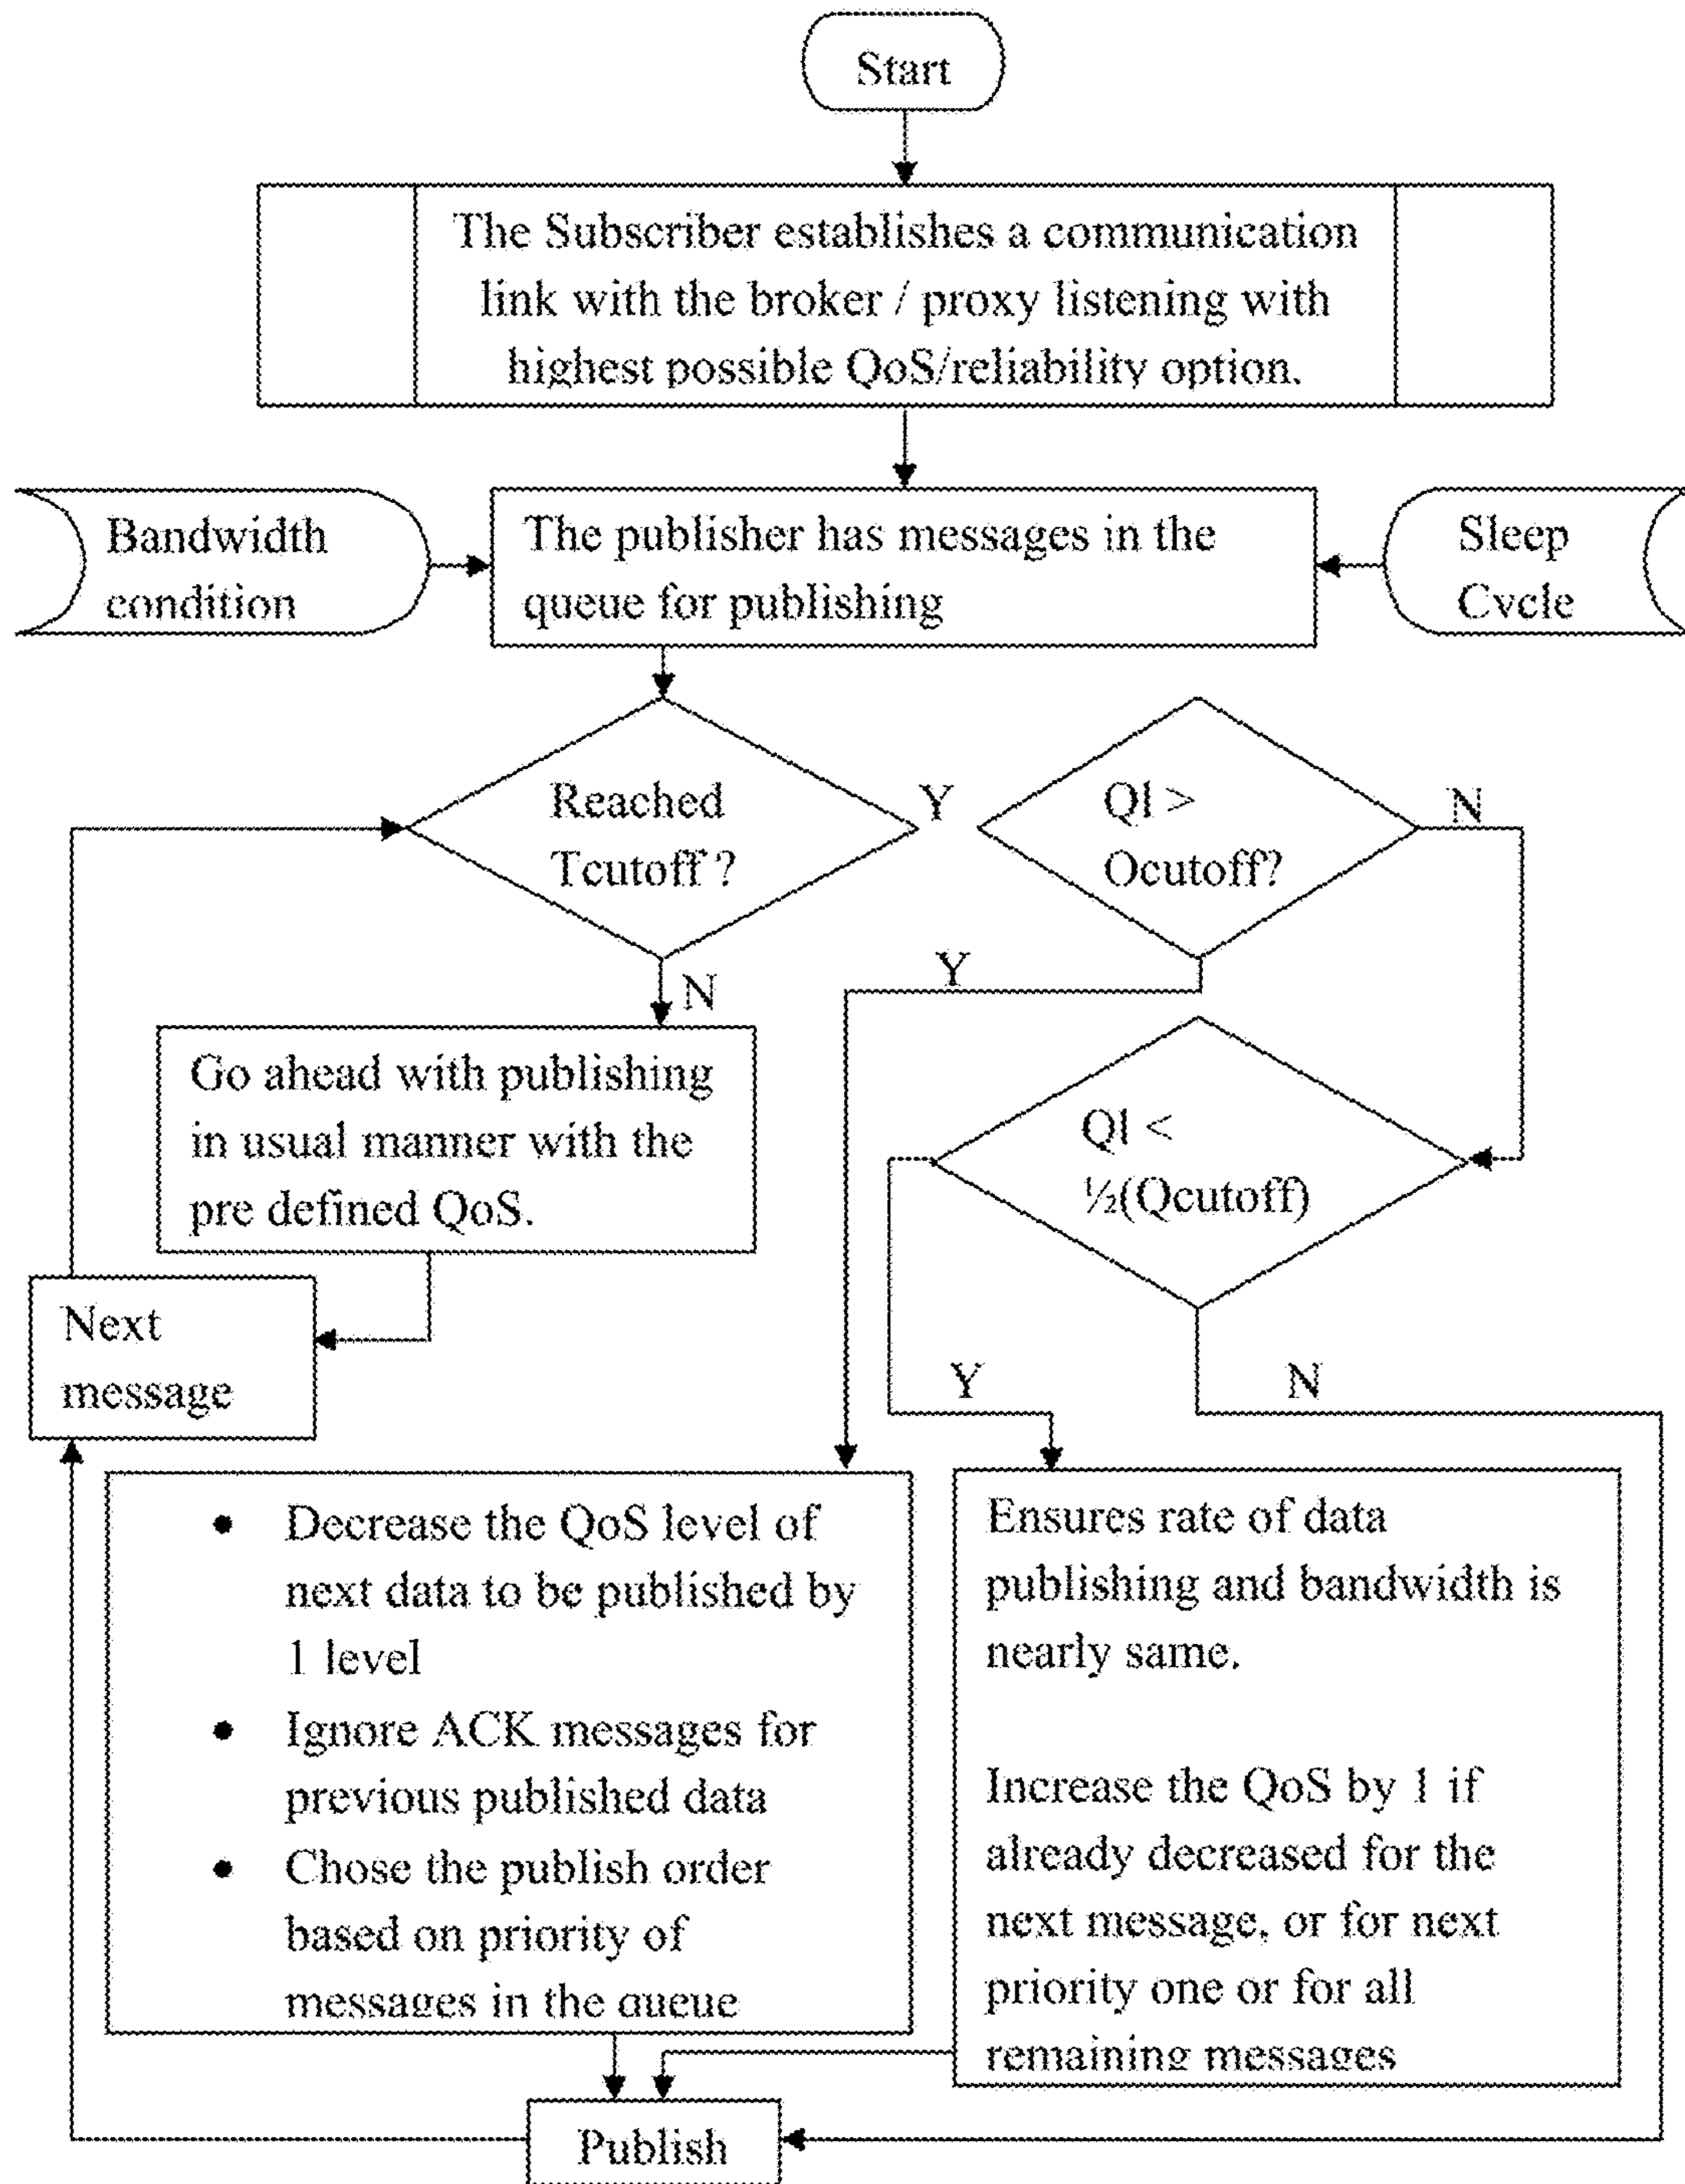 Start
The Subscriber establishes a communication
link with the broker / proxy listening with
highest possible QoS/reliability option.
Bandwidth
condition
The publisher has messages in the
queue for publishing
Sleep
Cycle
Reached
Tcutoff ?
Y
Ql >
Qcutoff?
N
Y
N
Go ahead with publishing
in usual manner with the
pre defined QoS.
Ql <
½(Qcutoff)
Next
message
Y
N
• Decrease the QoS level of
next data to be published by
1 level
• Ignore ACK messages for
previous published data
• Chose the publish order
based on priority of
messages in the queue
Ensures rate of data
publishing and bandwidth is
nearly same.
Increase the QoS by 1 if
already decreased for the
next message, or for next
priority one or for all
remaining messages
Publish